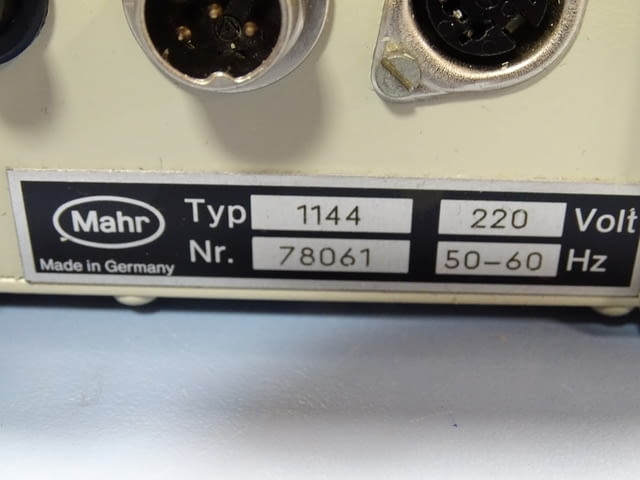 Mahr Typ 1144 220 Volt
Made in Germany Nr. 78061 50-60 Hz